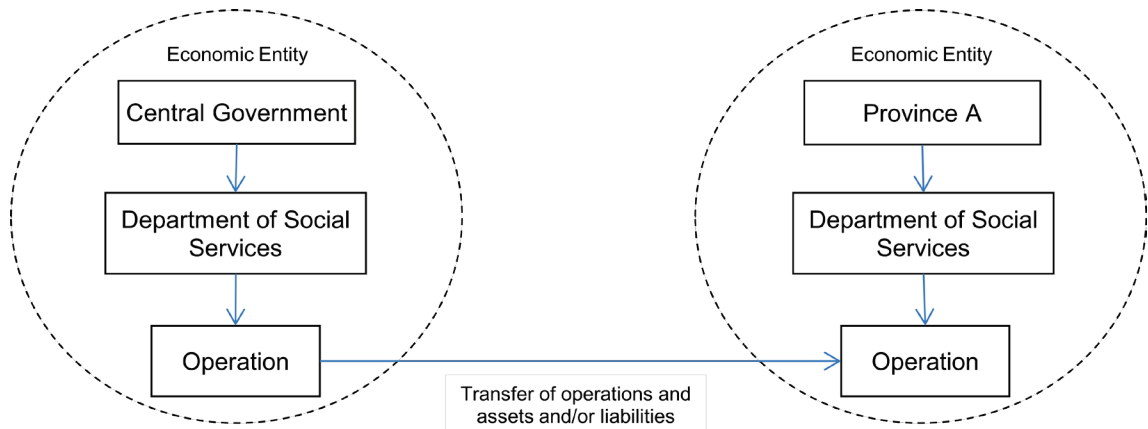 Economic Entity
Central Government
Department of Social
Services
Operation
Economic Entity
Province A
Department of Social
Services
Operation
Transfer of operations and
assets and/or liabilities